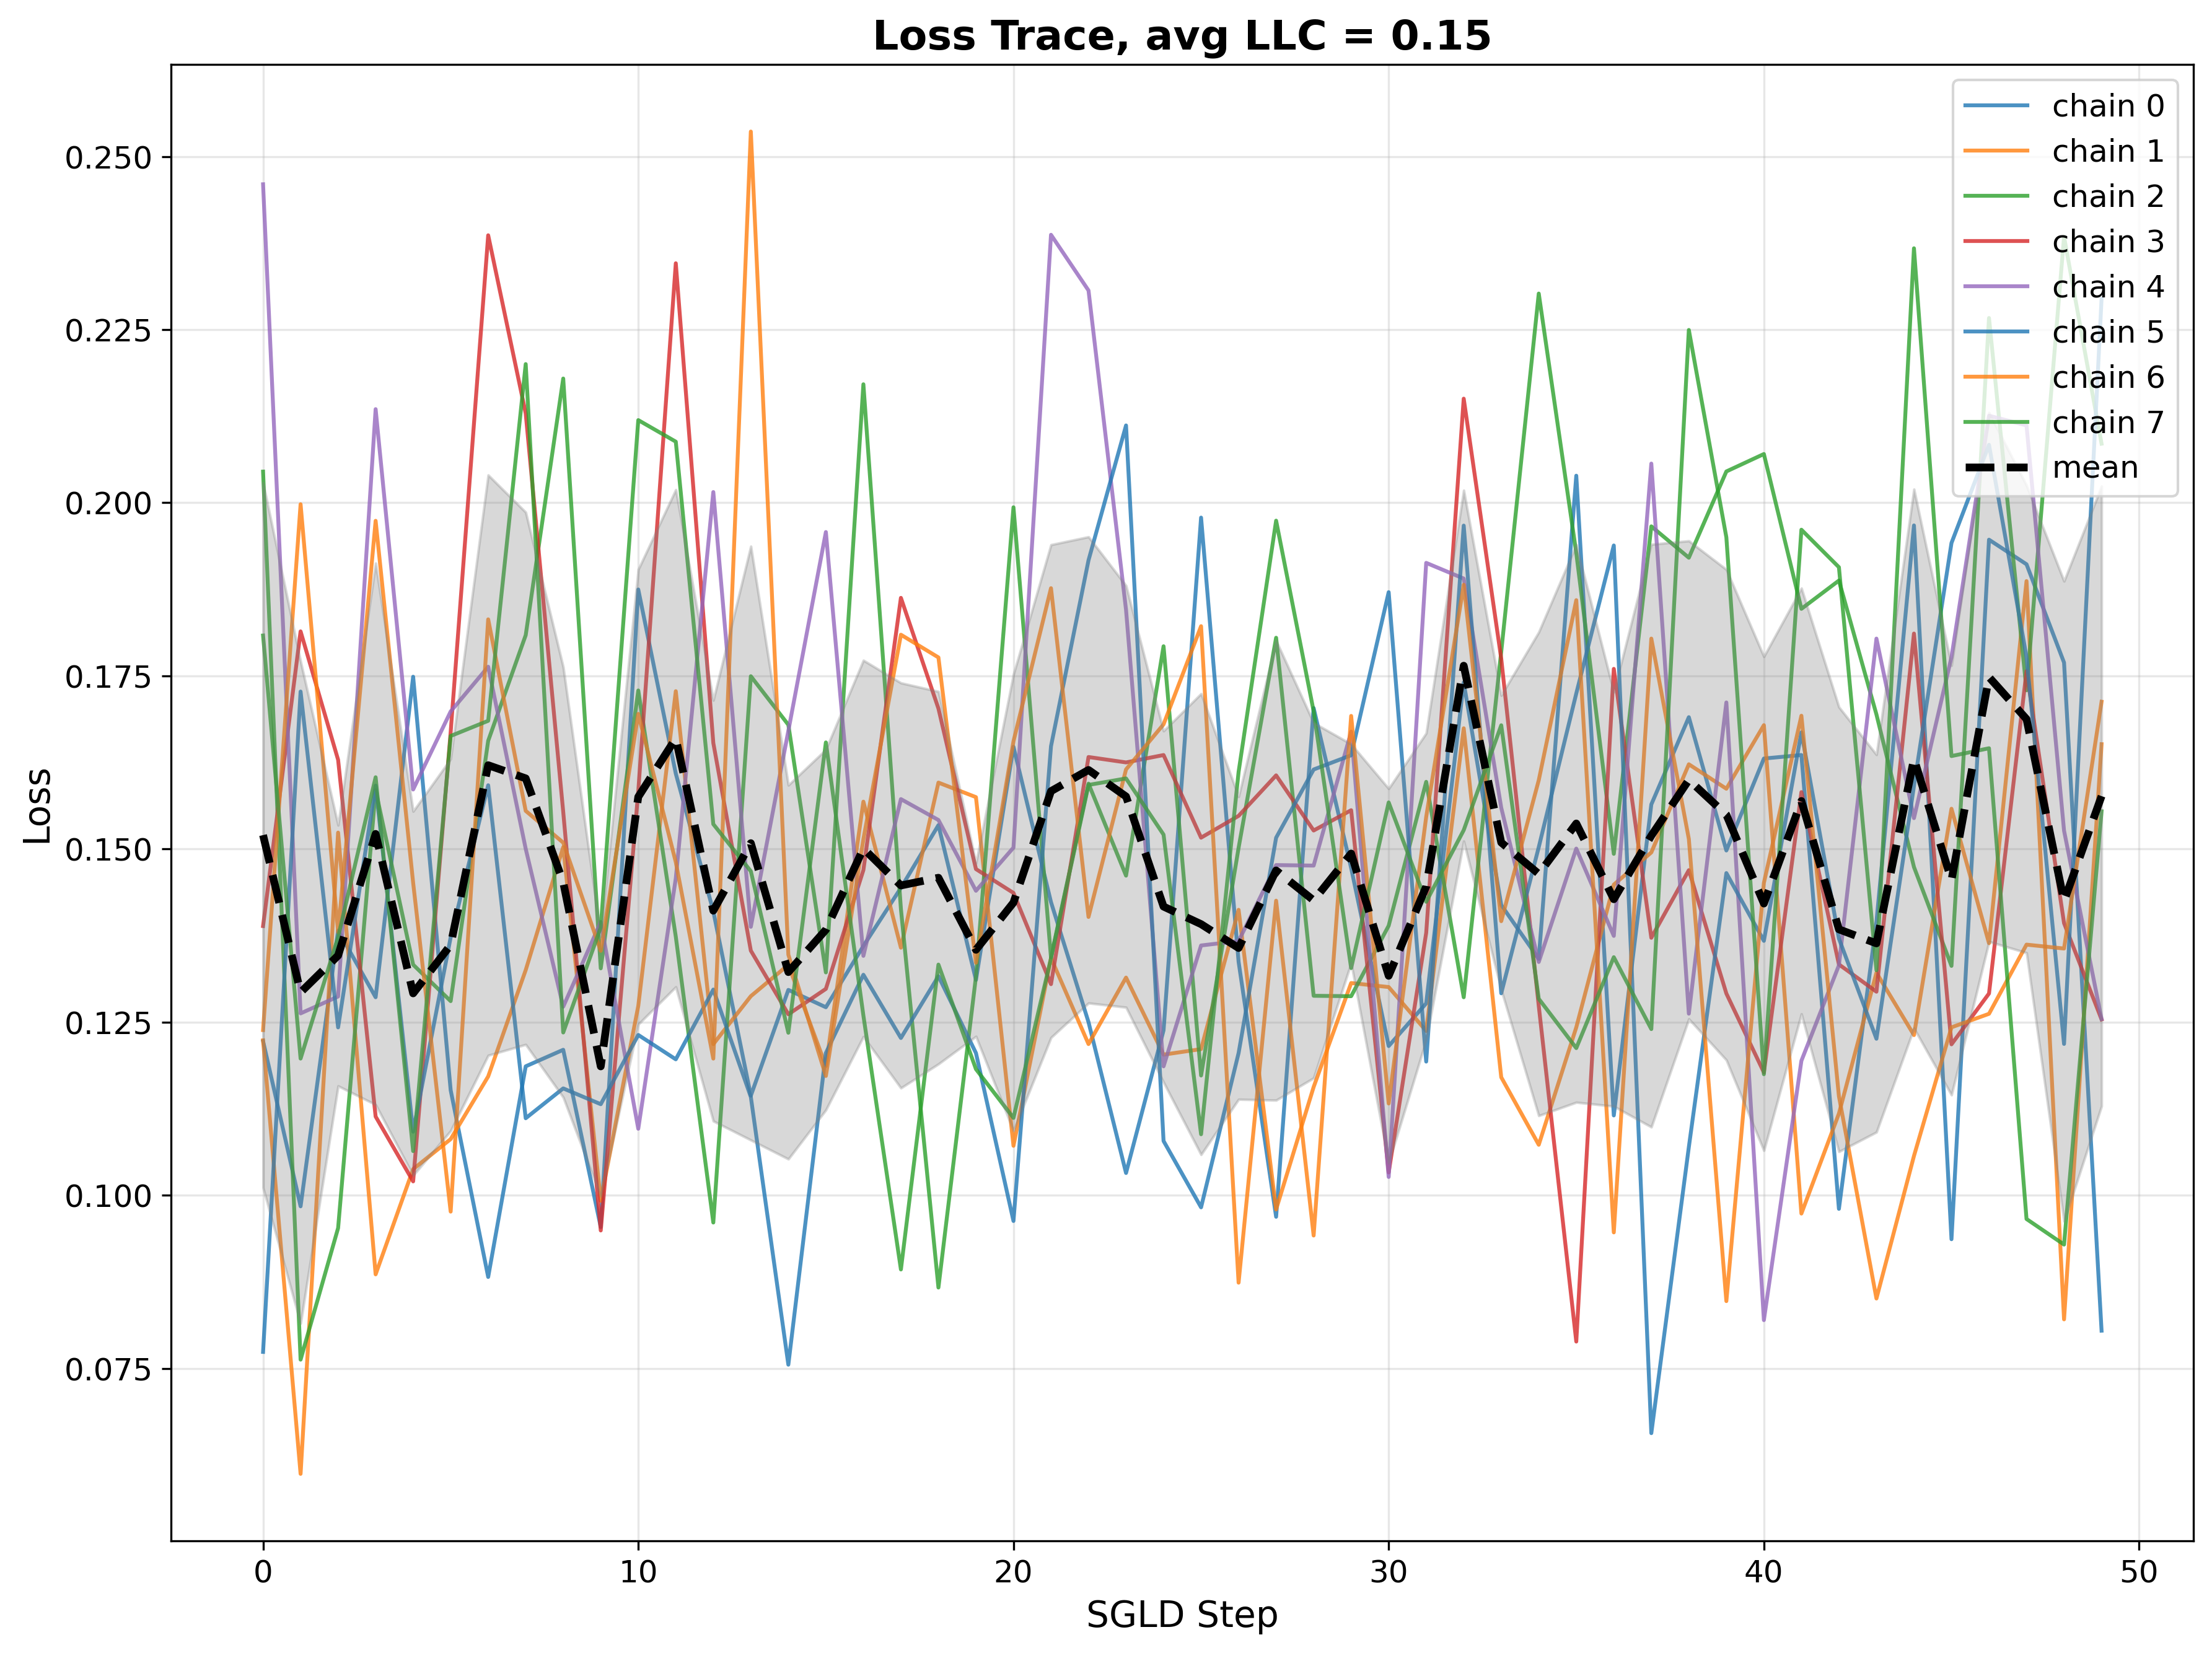 Loss Trace, avg LLC = 0.15
chain 0
chain 1
chain 2
chain 3
chain 4
chain 5
chain 6
chain 7
mean
Loss
0.250
0.225
0.200
0.175
0.150
0.125
0.100
0.075
0 10 20 30 40 50
SGLD Step